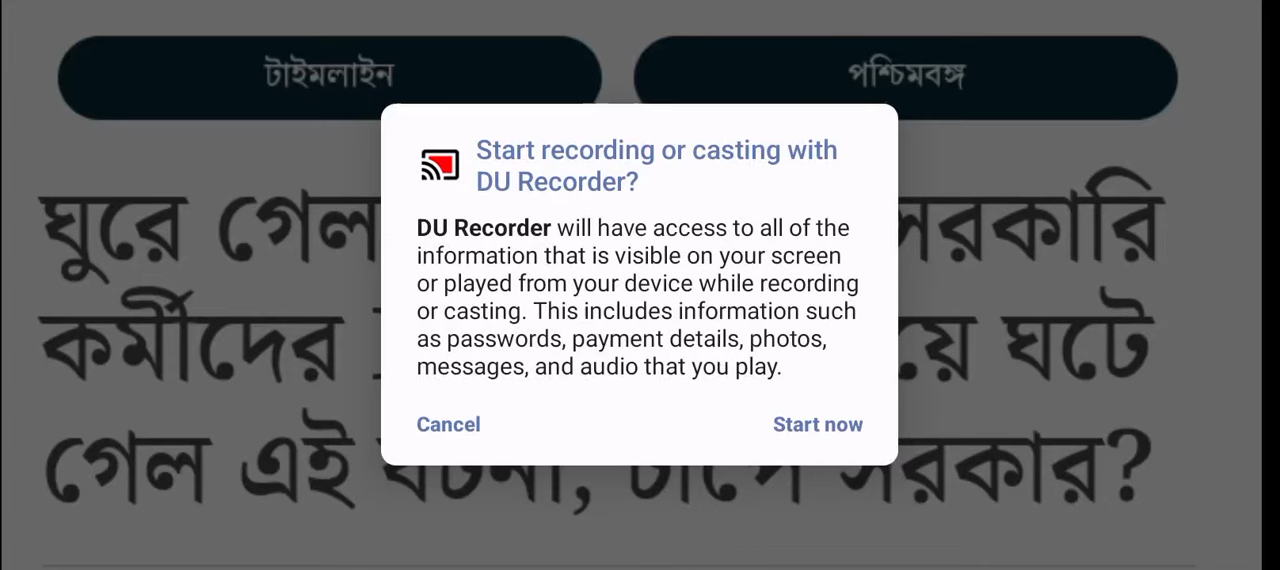 টাইমলাইন
পশ্চিমবঙ্গ
Start recording or casting with
DU Recorder?
DU Recorder will have access to all of the
information that is visible on your screen
or played from your device while recording
or casting. This includes information such
as passwords, payment details, photos,
messages, and audio that you play.
Cancel
Start now
ঘুরে গেল সরকারি
কর্মীদের ঘটে
গেল এই ঘটনা, চাপে সরকার?